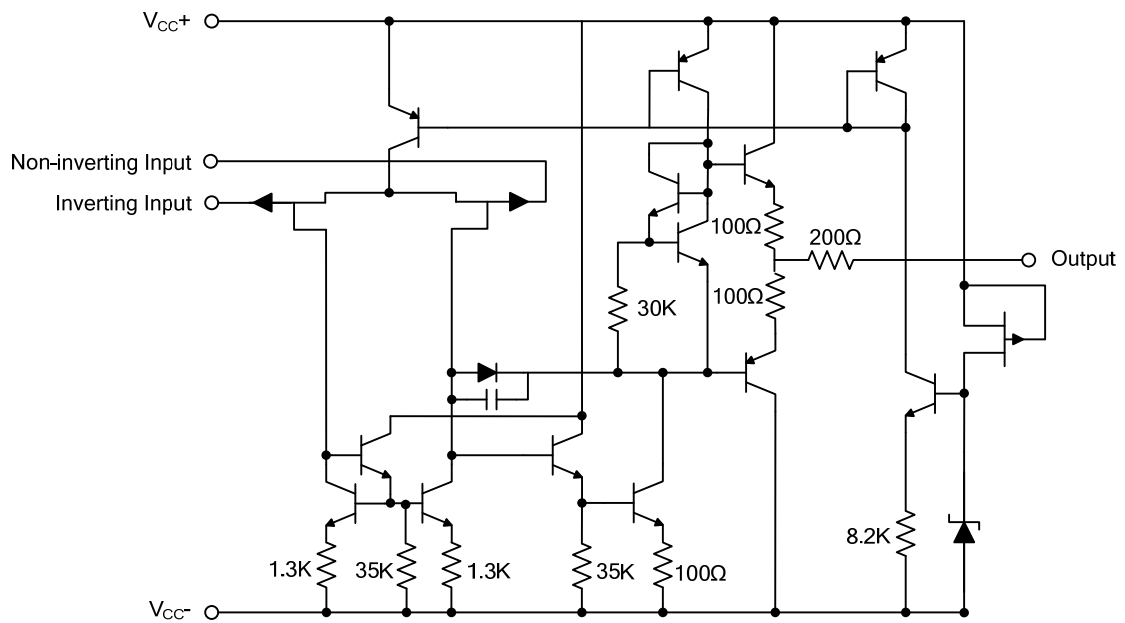 VCC+
Non-inverting Input
Inverting Input
100Ω
200Ω
Output
100Ω
30K
8.2K
1.3K
35K
1.3K
35K
100Ω
VCC-